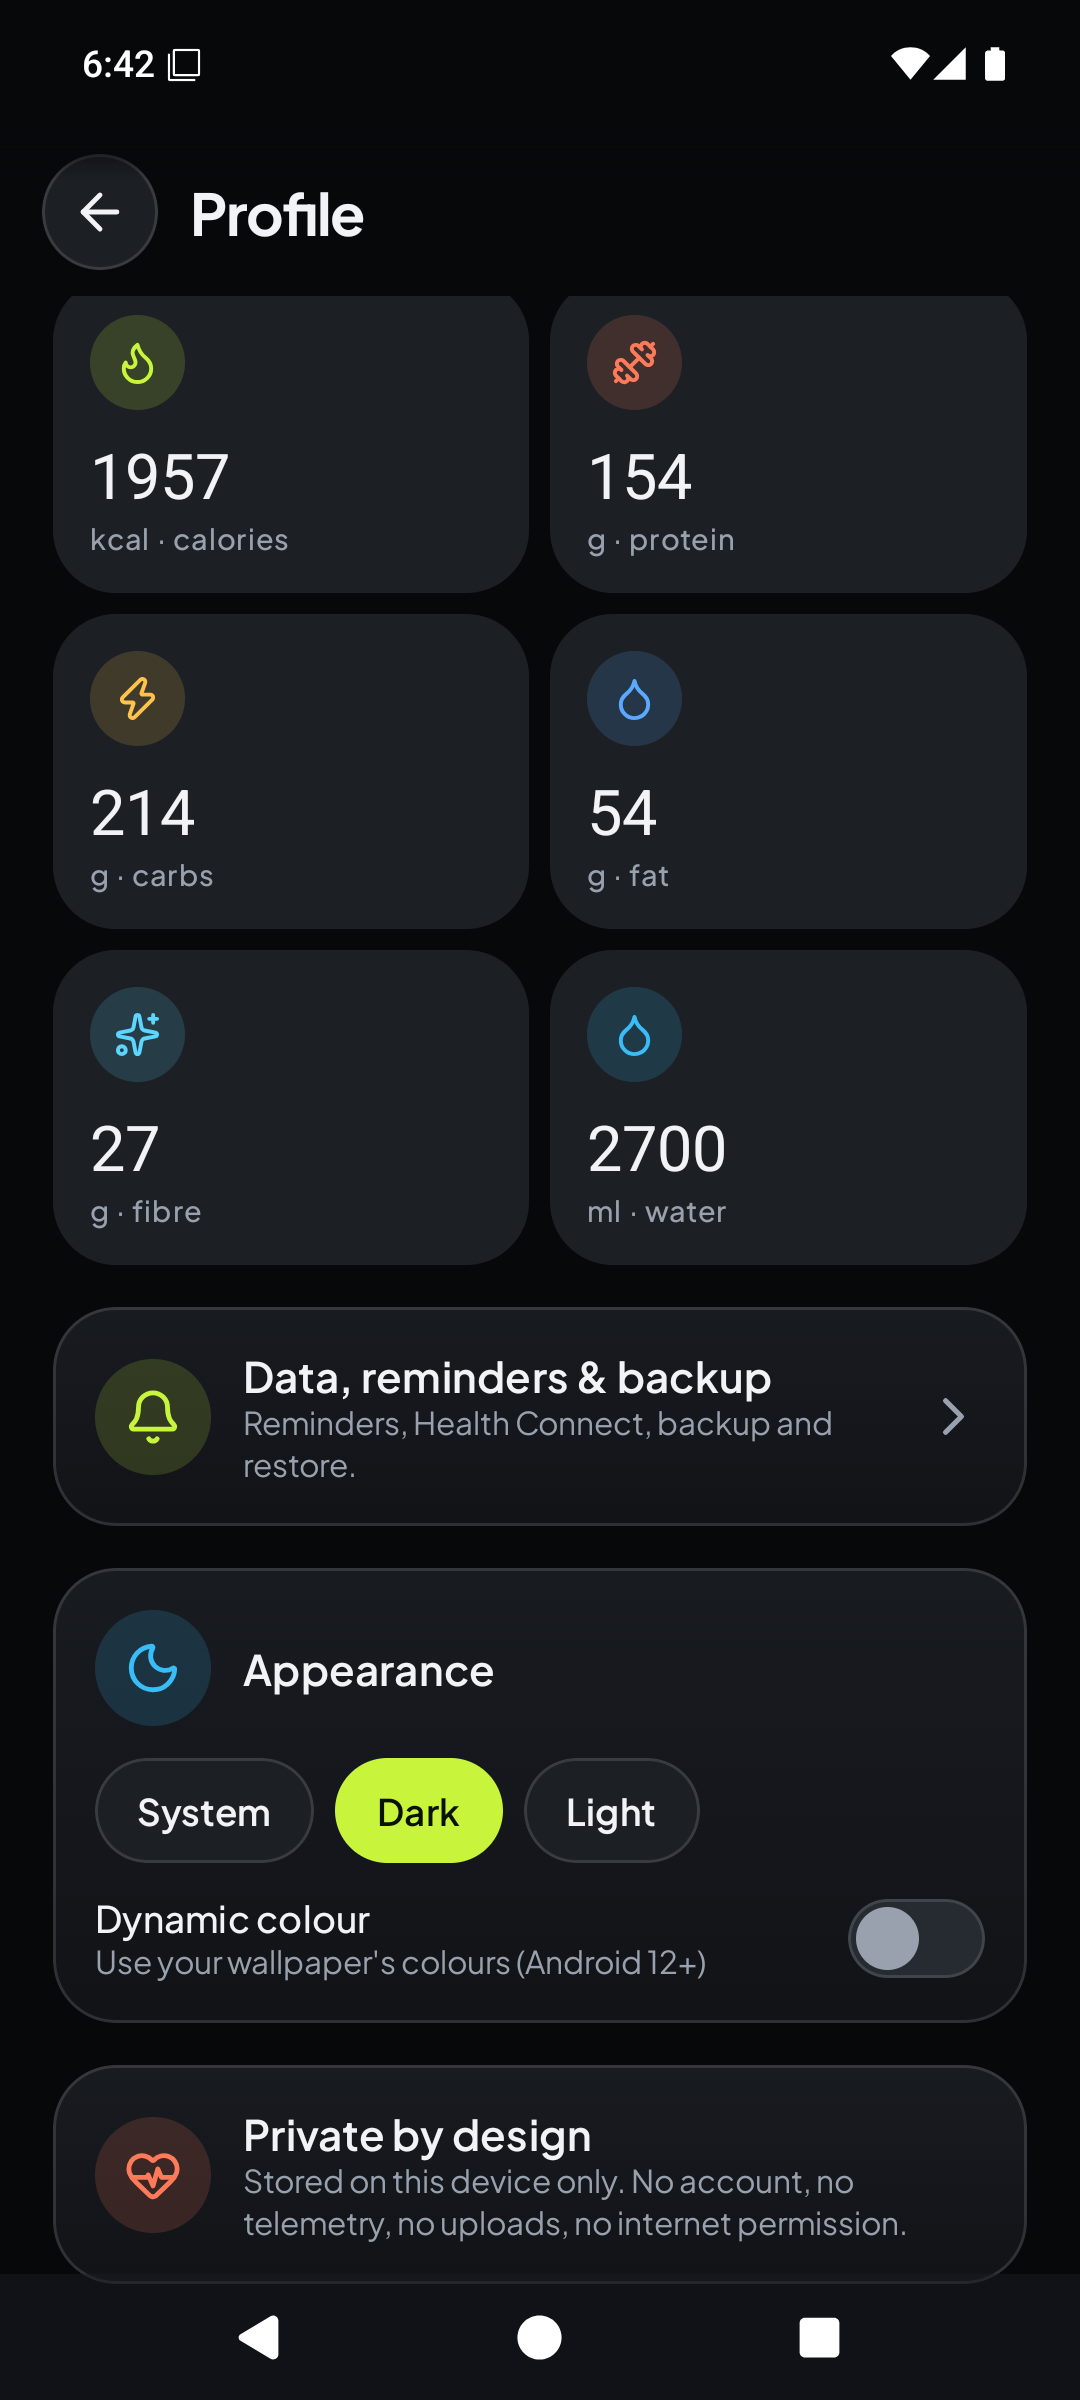 6:42
Profile
1957
kcal · calories
154
g · protein
214
g · carbs
54
g · fat
27
g · fibre
2700
ml · water
Data, reminders & backup
Reminders, Health Connect, backup and
restore.
Appearance
System
Dark
Light
Dynamic colour
Use your wallpaper's colours (Android 12+)
Private by design
Stored on this device only. No account, no
telemetry, no uploads, no internet permission.